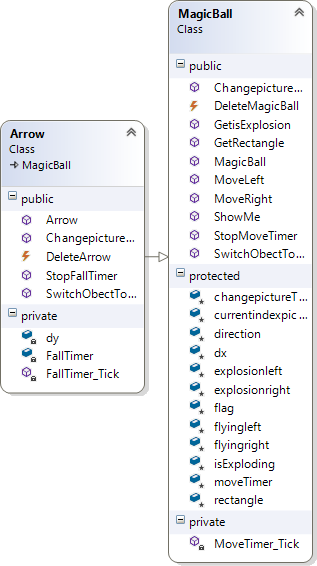 Arrow
Class
MagicBall
public
Arrow
Changepicture...
DeleteArrow
StopFallTimer
SwitchObectTo...
private
dy
FallTimer
FallTimer_Tick
MagicBall
Class
public
Changepicture...
DeleteMagicBall
GetisExplosion
GetRectangle
MagicBall
MoveLeft
MoveRight
ShowMe
StopMoveTimer
SwitchObectTo...
protected
changepictureT...
currentindexpic...
direction
dx
explosionleft
explosionright
flag
flyingleft
flyingright
isExploding
moveTimer
rectangle
private
MoveTimer_Tick